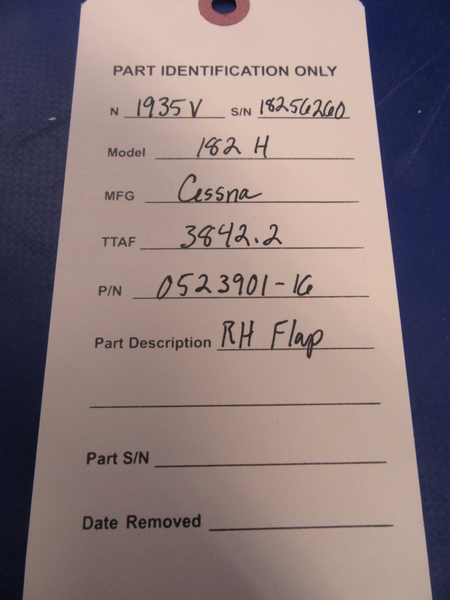 PART IDENTIFICATION ONLY
N 1935V S/N 18256260
Model 182 H
MFG Cessna
TTAF 3842.2
P/N 0523901-16
Part Description RH Flap
Part S/N
Date Removed